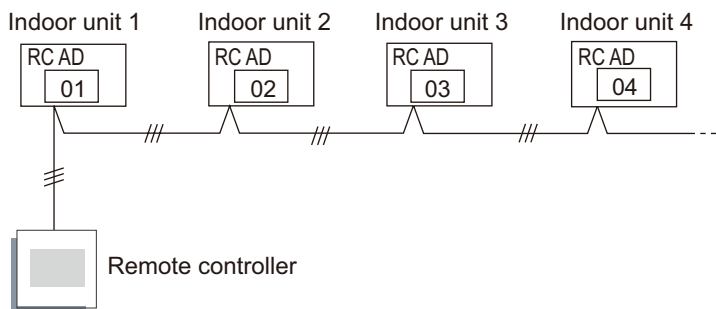 Indoor unit 1 Indoor unit 2 Indoor unit 3 Indoor unit 4
RC AD RC AD RC AD RC AD
01 02 03 04
Remote controller